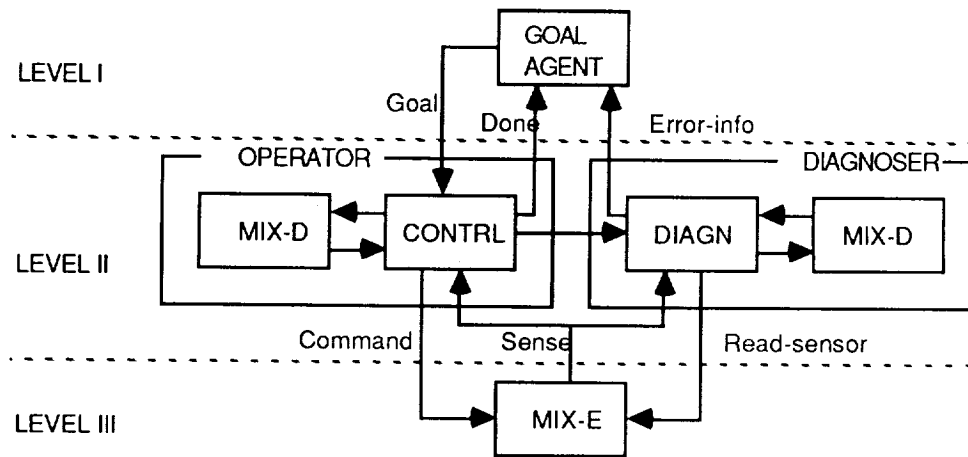 GOAL
AGENT
LEVEL I
Goal
Done
Error-info
OPERATOR
DIAGNOSER
MIX-D
CONTRL
DIAGN
MIX-D
LEVEL II
Command
Sense
Read-sensor
MIX-E
LEVEL III